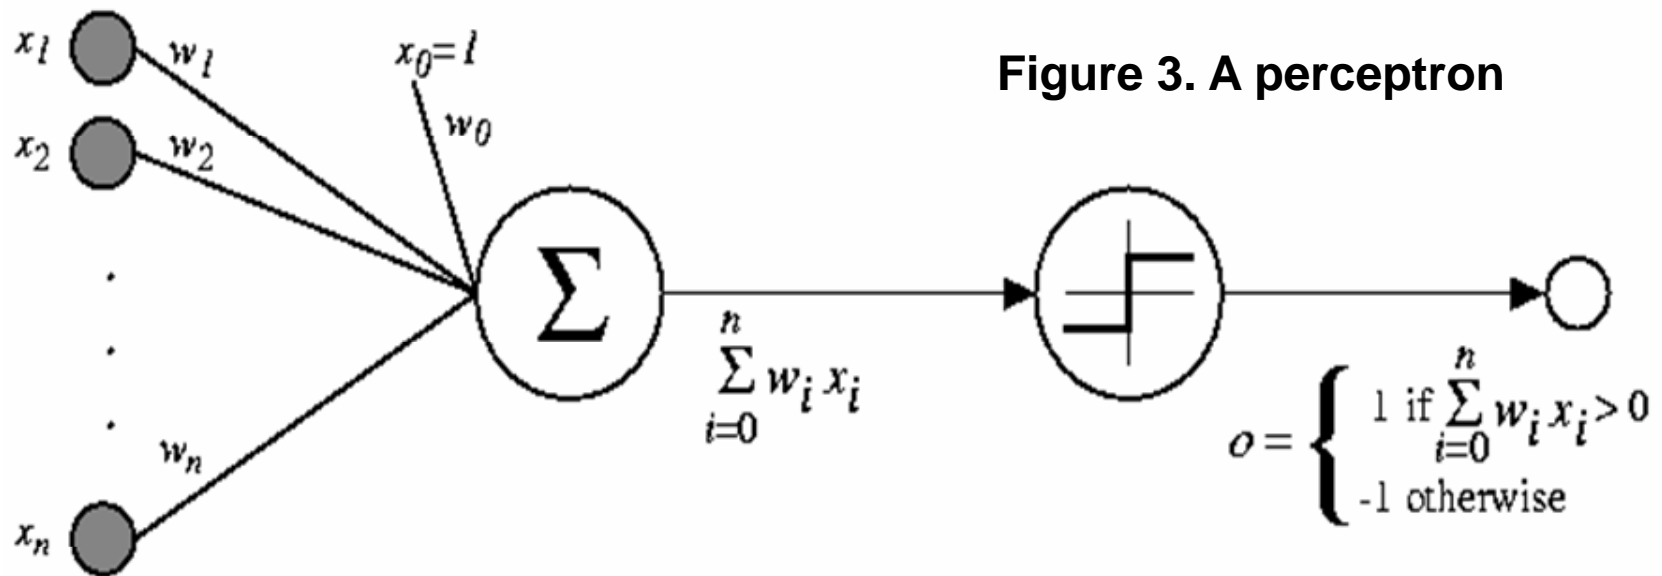 Figure 3. A perceptron
x1
w1
x0=1
w0
x2
w2
.
.
.
wn
xn
Σ
n
Σ wi xi
i=0
n
o = { 1 if Σ wi xi > 0
i=0
-1 otherwise